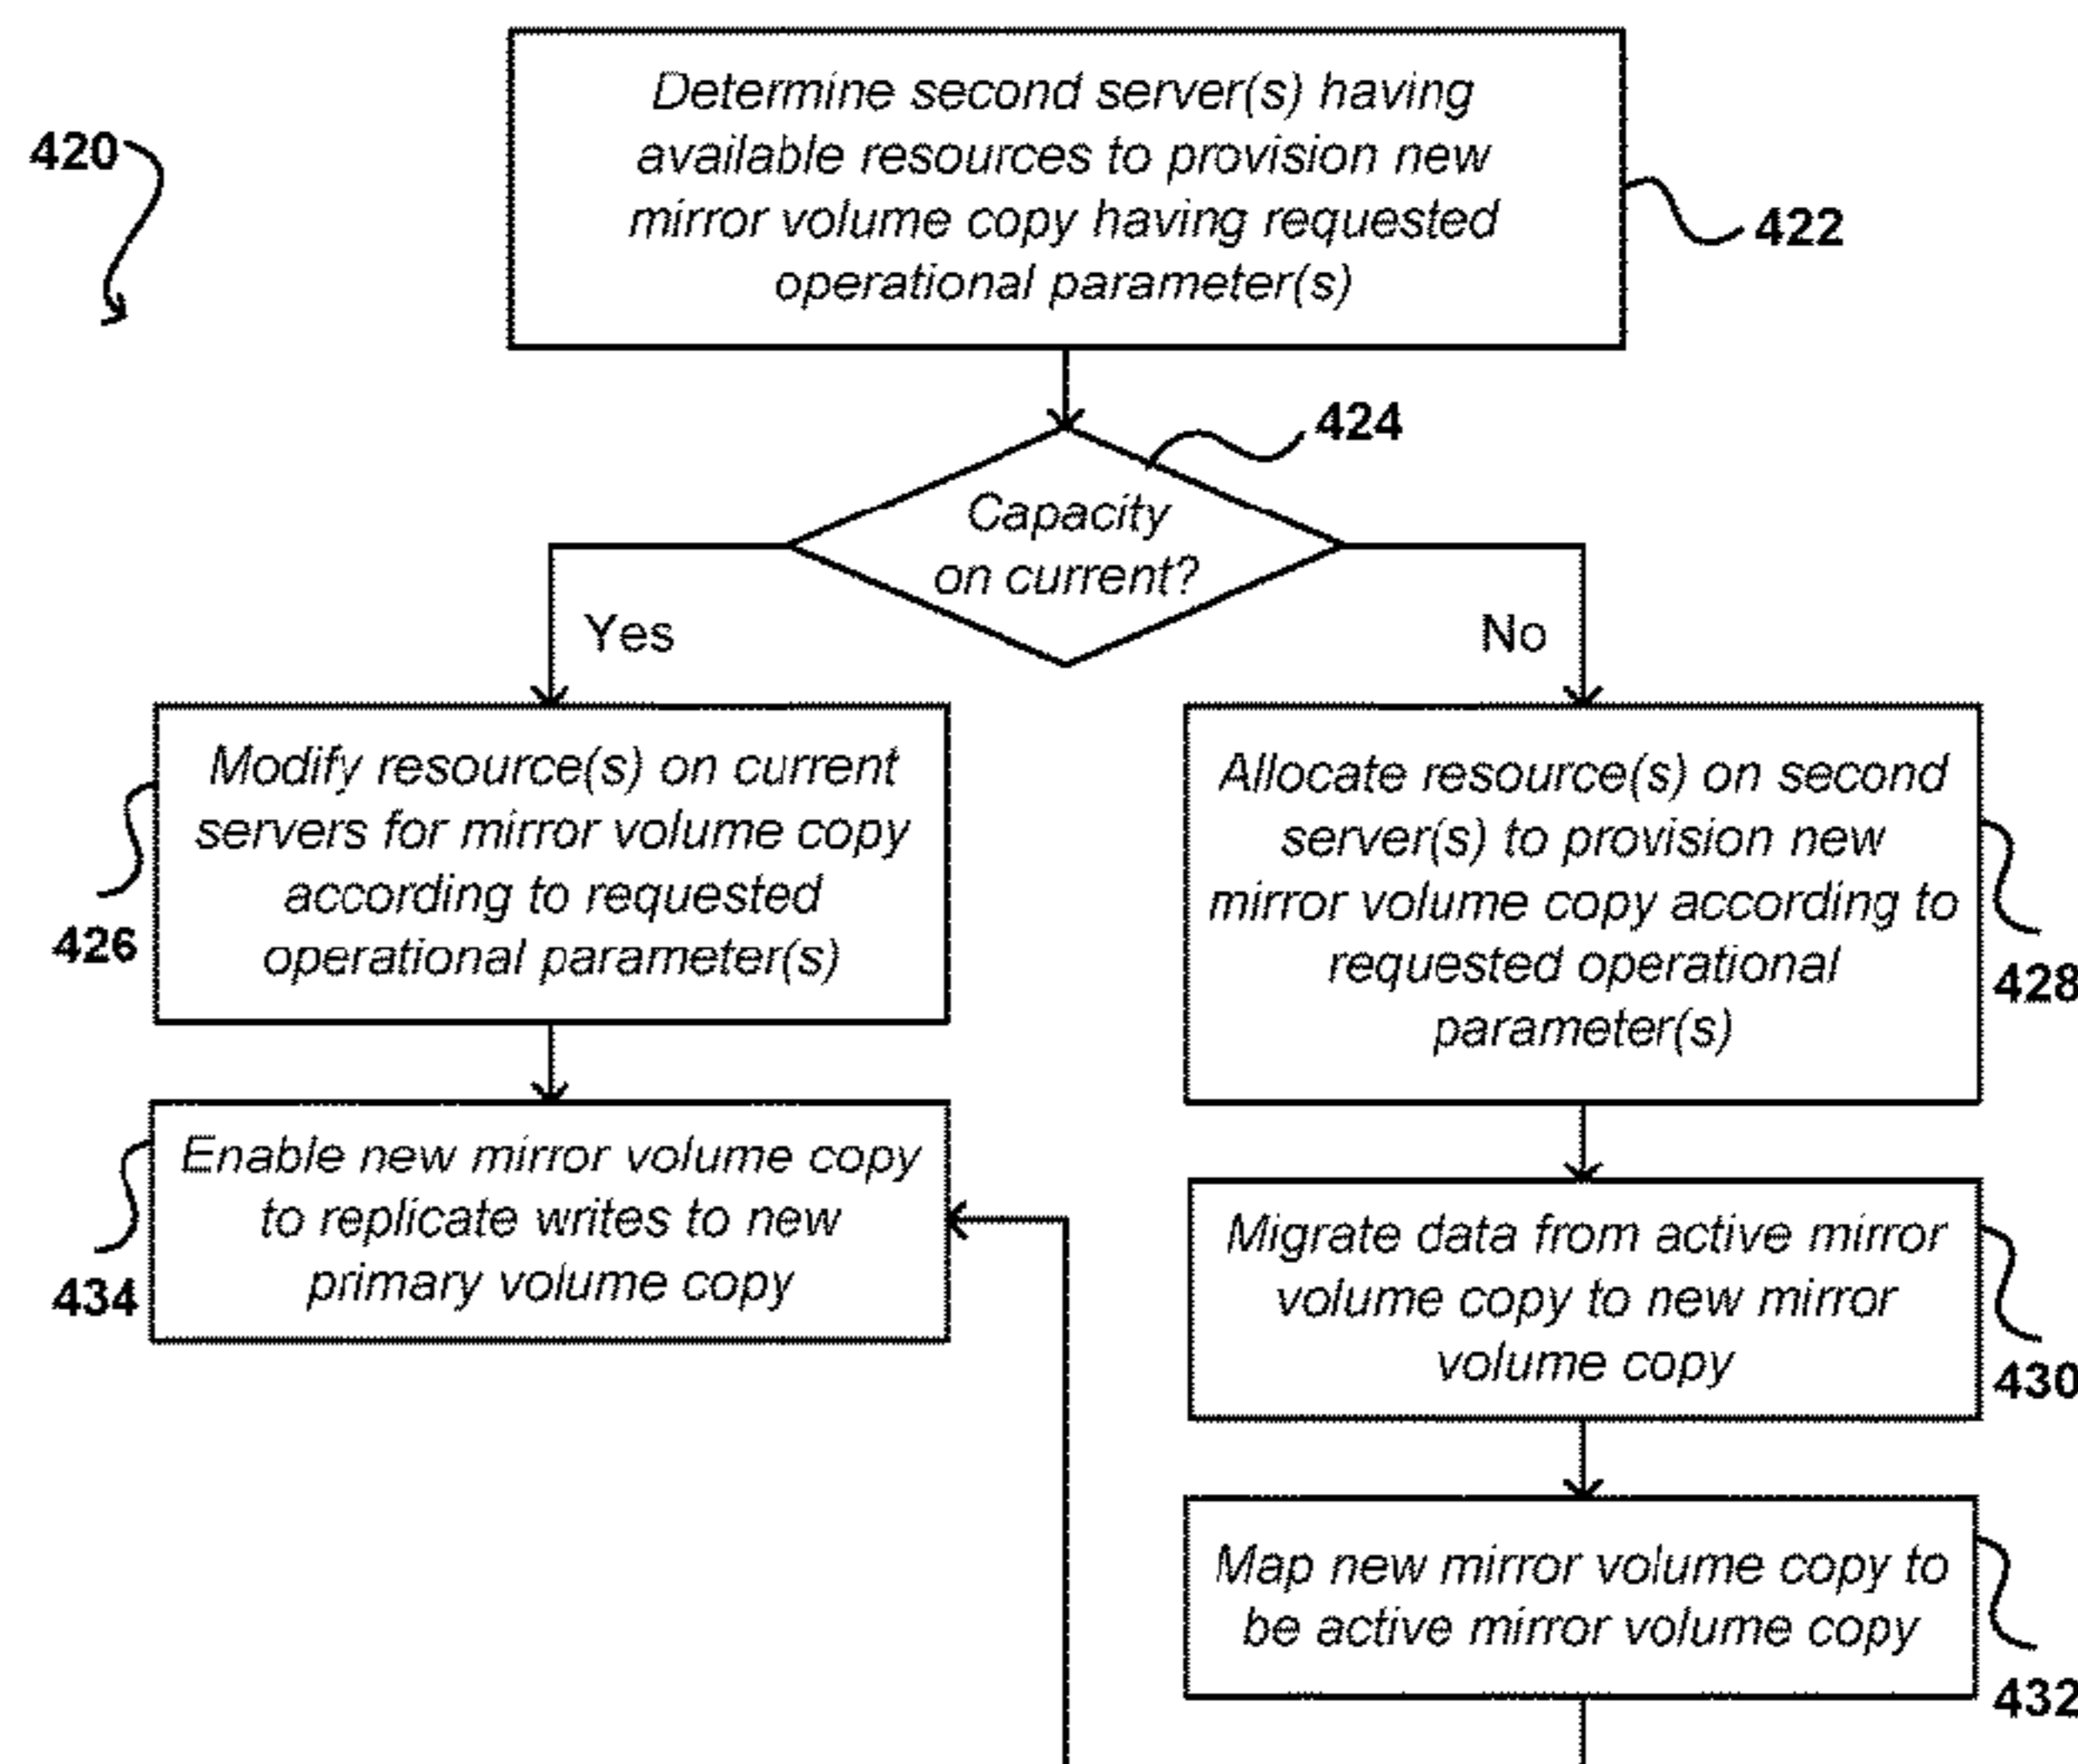 420
Determine second server(s) having
available resources to provision new
mirror volume copy having requested
operational parameter(s)
422
424
Capacity
on current?
Yes
No
Modify resource(s) on current
servers for mirror volume copy
according to requested
operational parameter(s)
426
Allocate resource(s) on second
server(s) to provision new
mirror volume copy according to
requested operational
parameter(s)
428
Enable new mirror volume copy
to replicate writes to new
primary volume copy
434
Migrate data from active mirror
volume copy to new mirror
volume copy
430
Map new mirror volume copy to
be active mirror volume copy
432